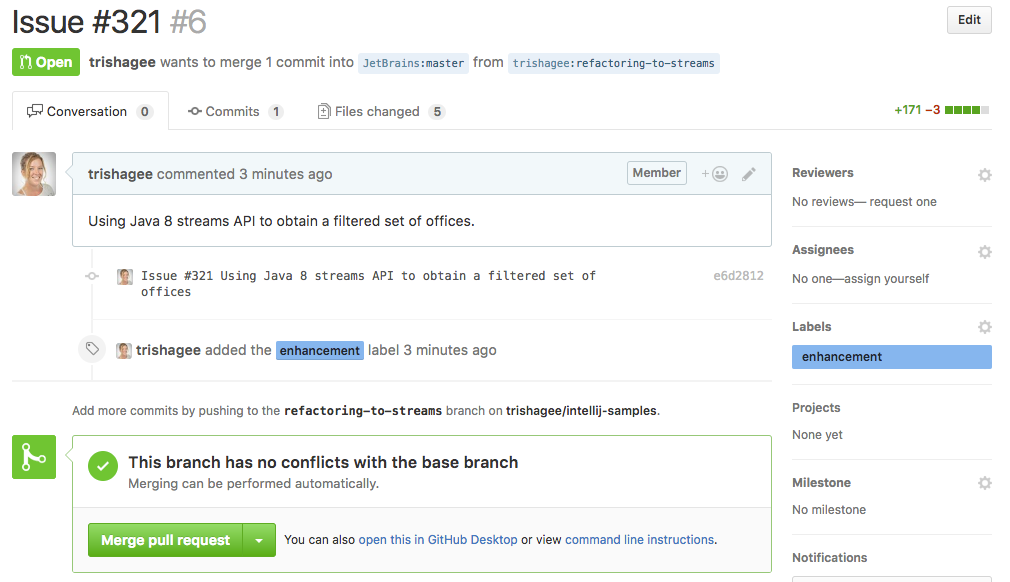 Issue #321 #6
Edit
Open trishagee wants to merge 1 commit into JetBrains:master from trishagee:refactoring-to-streams
Conversation 0 Commits 1 Files changed 5
+171 −3
trishagee commented 3 minutes ago
Member
Using Java 8 streams API to obtain a filtered set of offices.
Issue #321 Using Java 8 streams API to obtain a filtered set of
offices
e6d2812
trishagee added the enhancement label 3 minutes ago
Add more commits by pushing to the refactoring-to-streams branch on trishagee/intellij-samples.
This branch has no conflicts with the base branch
Merging can be performed automatically.
Merge pull request
You can also open this in GitHub Desktop or view command line instructions.
Reviewers
No reviews— request one
Assignees
No one—assign yourself
Labels
enhancement
Projects
None yet
Milestone
No milestone
Notifications